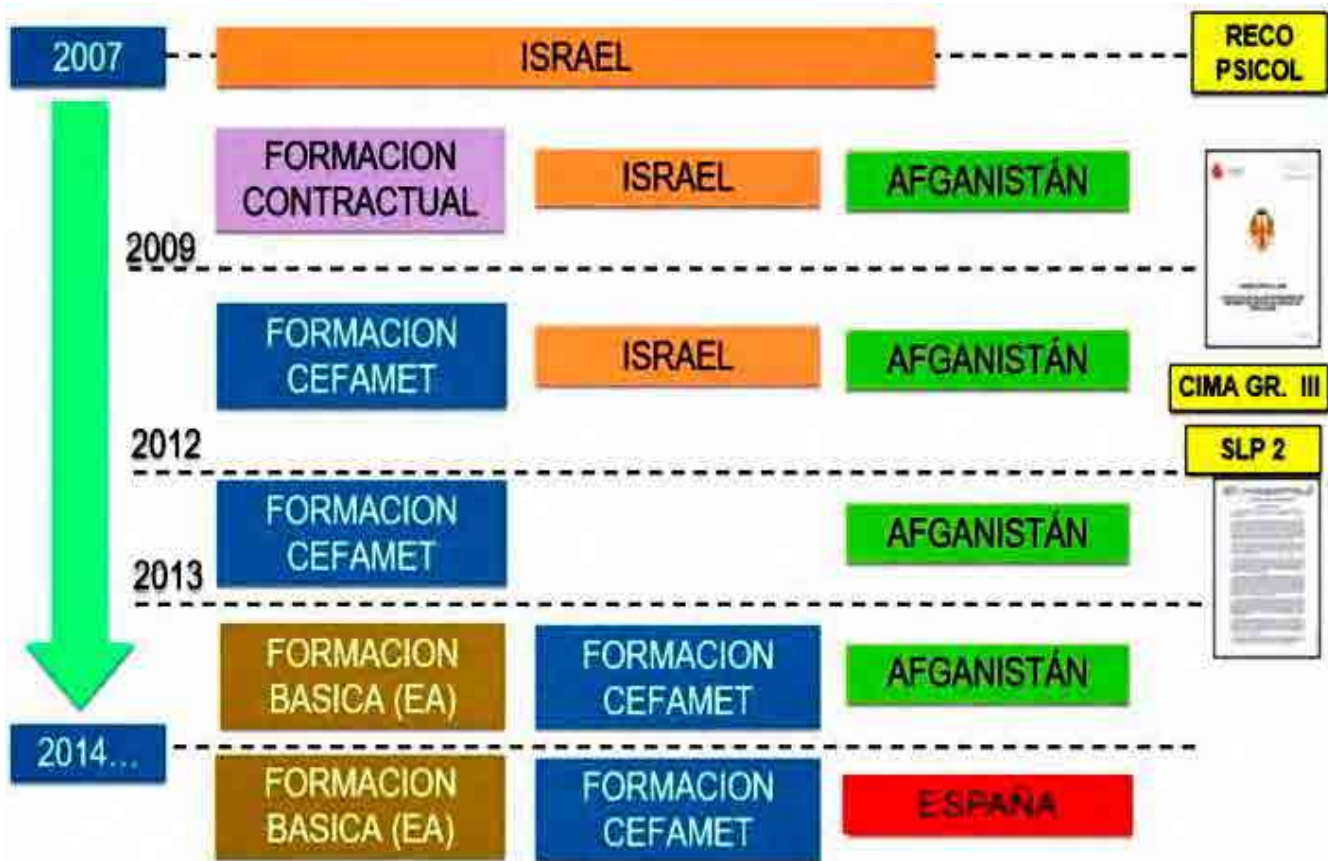 2007
ISRAEL
RECO
PSICOL
FORMACION
CONTRACTUAL
ISRAEL
AFGANISTÁN
2009
FORMACION
CEFAMET
ISRAEL
AFGANISTÁN
CIMA GR. III
2012
SLP 2
FORMACION
CEFAMET
AFGANISTÁN
2013
FORMACION
BASICA (EA)
FORMACION
CEFAMET
AFGANISTÁN
2014...
FORMACION
BASICA (EA)
FORMACION
CEFAMET
ESPAÑA